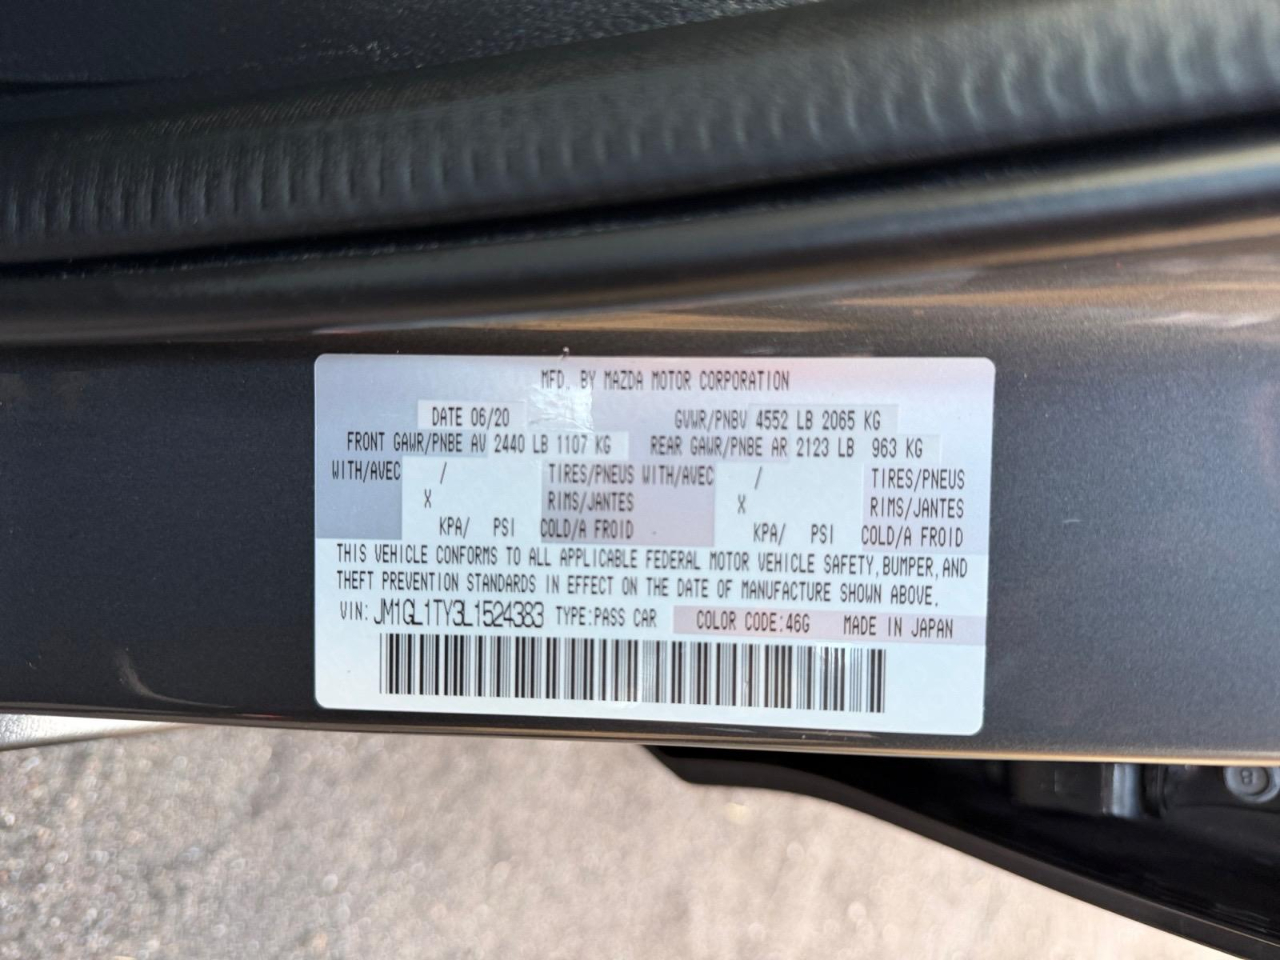 MFD. BY MAZDA MOTOR CORPORATION
DATE 06/20 GVWR/PNBV 4552 LB 2065 KG
FRONT GAWR/PNBE AV 2440 LB 1107 KG REAR GAWR/PNBE AR 2123 LB 963 KG
WITH/AVEC / TIRES/PNEUS WITH/AVEC / TIRES/PNEUS
X RIMS/JANTES X RIMS/JANTES
KPA/ PSI COLD/A FROID KPA/ PSI COLD/A FROID
THIS VEHICLE CONFORMS TO ALL APPLICABLE FEDERAL MOTOR VEHICLE SAFETY, BUMPER, AND
THEFT PREVENTION STANDARDS IN EFFECT ON THE DATE OF MANUFACTURE SHOWN ABOVE.
VIN: JM1GL1TY3L1524383 TYPE:PASS CAR COLOR CODE:46G MADE IN JAPAN
8